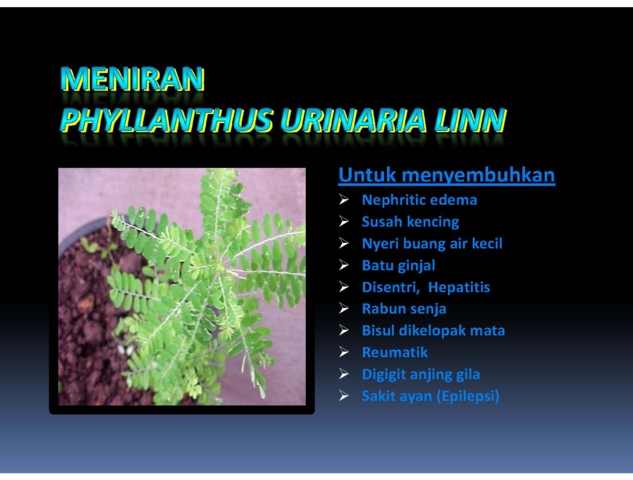 MENIRAN
PHYLLANTHUS URINARIA LINN
Untuk menyembuhkan
Nephritic edema
Susah kencing
Nyeri buang air kecil
Batu ginjal
Disentri, Hepatitis
Rabun senja
Bisul dikelopak mata
Reumatik
Digigit anjing gila
Sakit ayan (Epilepsi)